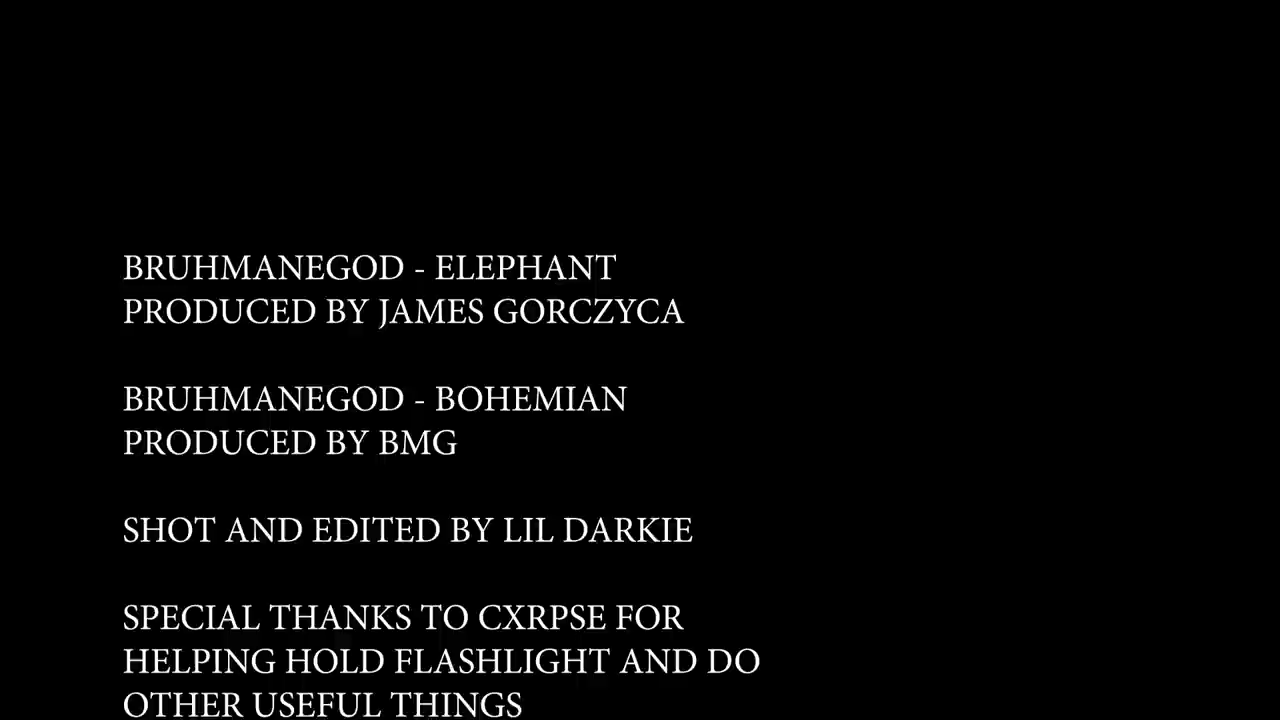 BRUHMANEGOD - ELEPHANT
PRODUCED BY JAMES GORCZYCA
BRUHMANEGOD - BOHEMIAN
PRODUCED BY BMG
SHOT AND EDITED BY LIL DARKIE
SPECIAL THANKS TO CXRPSE FOR
HELPING HOLD FLASHLIGHT AND DO
OTHER USEFUL THINGS